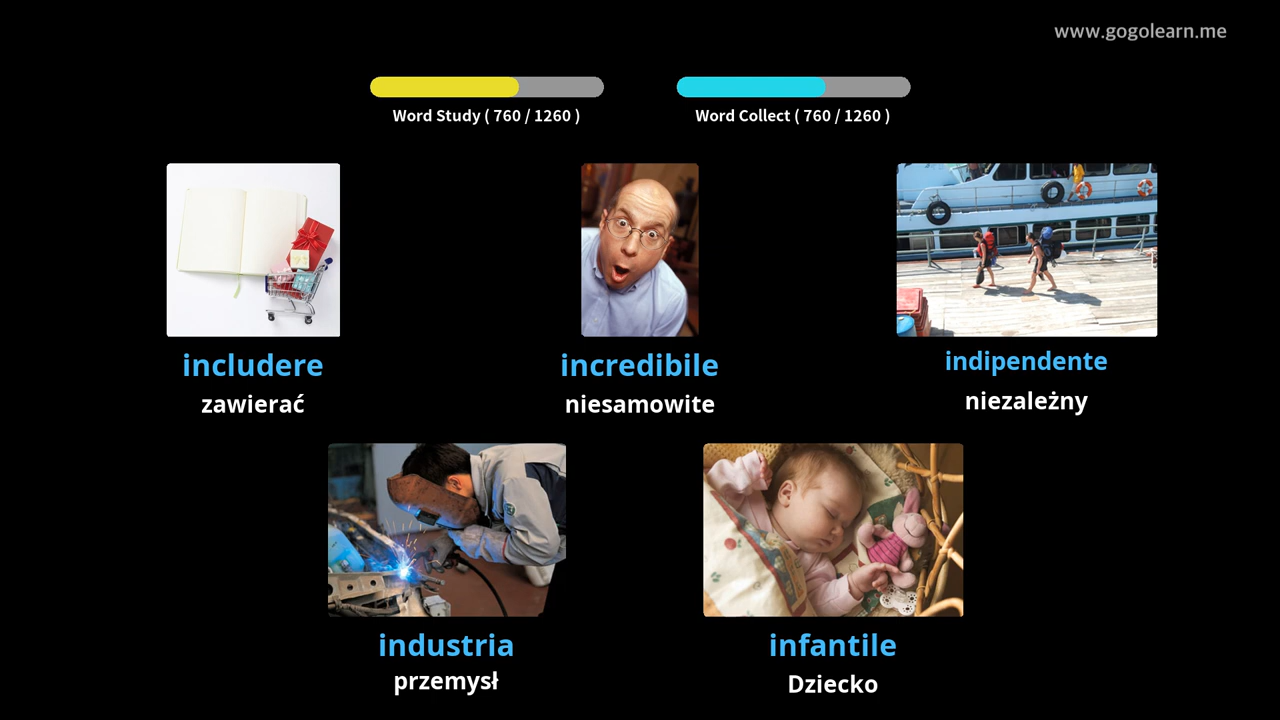 www.gogolearn.me
Word Study ( 760 / 1260 )
Word Collect ( 760 / 1260 )
includere
zawierać
incredibile
niesamowite
indipendente
niezależny
industria
przemysł
infantile
Dziecko